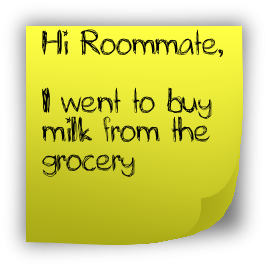 Hi Roommate,
I went to buy
milk from the
grocery